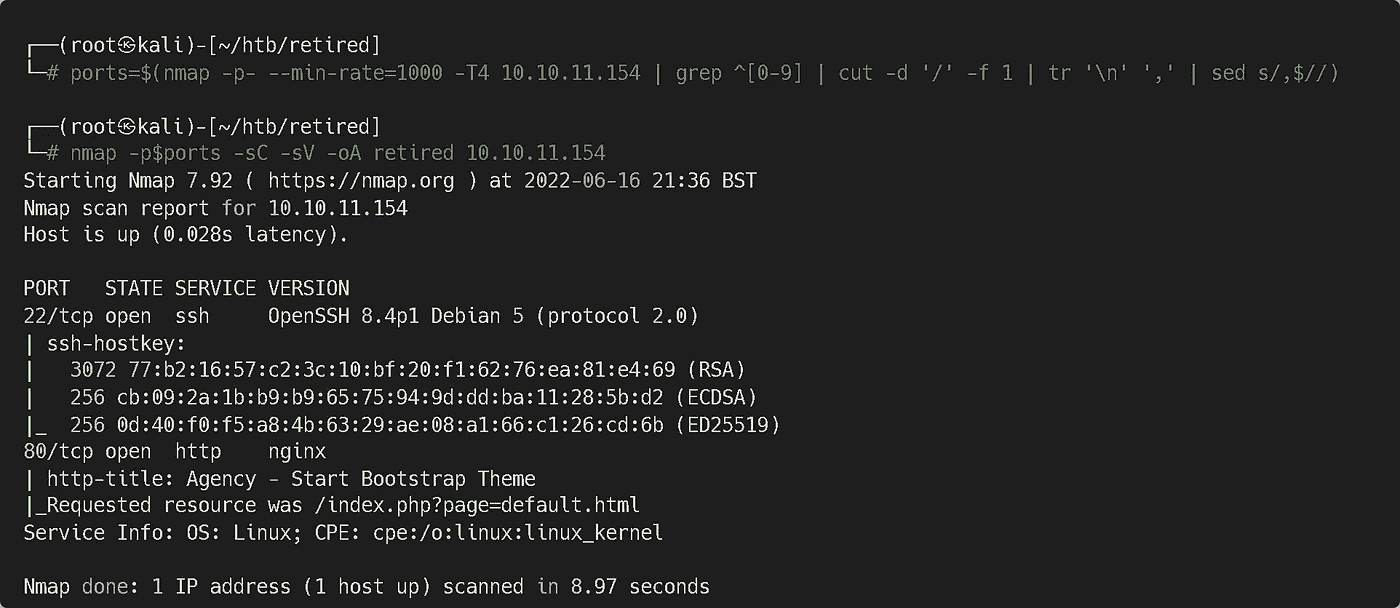 ┌──(root㉿kali)-[~/htb/retired]
└─# ports=$(nmap -p- --min-rate=1000 -T4 10.10.11.154 | grep ^[0-9] | cut -d '/' -f 1 | tr '\n' ',' | sed s/,$//)
┌──(root㉿kali)-[~/htb/retired]
└─# nmap -p$ports -sC -sV -oA retired 10.10.11.154
Starting Nmap 7.92 ( https://nmap.org ) at 2022-06-16 21:36 BST
Nmap scan report for 10.10.11.154
Host is up (0.028s latency).
PORT   STATE SERVICE VERSION
22/tcp open  ssh     OpenSSH 8.4p1 Debian 5 (protocol 2.0)
| ssh-hostkey:
|   3072 77:b2:16:57:c2:3c:10:bf:20:f1:62:76:ea:81:e4:69 (RSA)
|   256 cb:09:2a:1b:b9:b9:65:75:94:9d:dd:ba:11:28:5b:d2 (ECDSA)
|_  256 0d:40:f0:f5:a8:4b:63:29:ae:08:a1:66:c1:26:cd:6b (ED25519)
80/tcp open  http    nginx
| http-title: Agency - Start Bootstrap Theme
|_Requested resource was /index.php?page=default.html
Service Info: OS: Linux; CPE: cpe:/o:linux:linux_kernel
Nmap done: 1 IP address (1 host up) scanned in 8.97 seconds